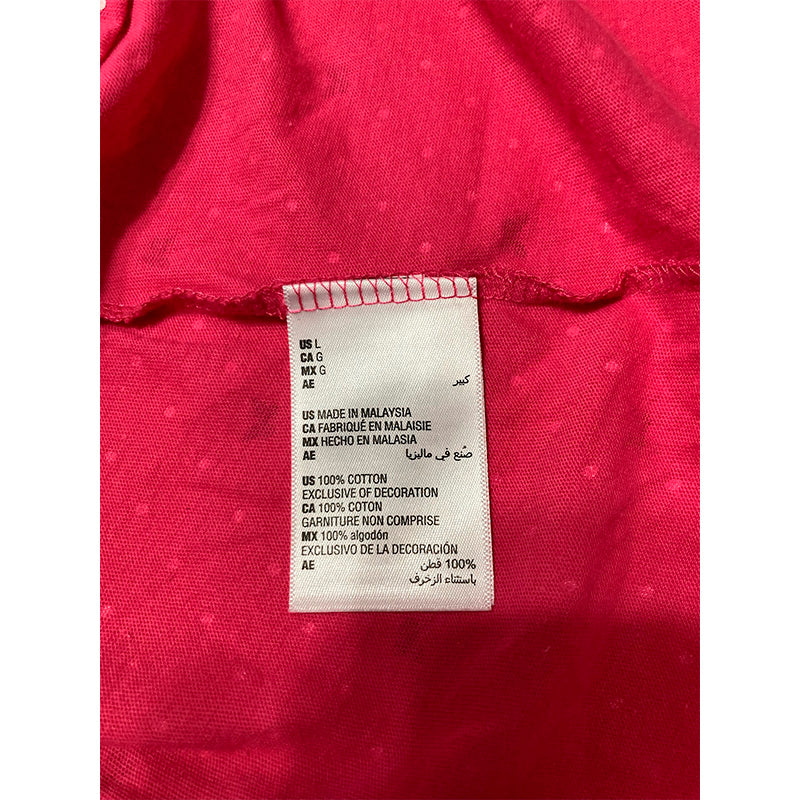 US L
CA G
MX G
AE كبير
US MADE IN MALAYSIA
CA FABRIQUÉ EN MALAISIE
MX HECHO EN MALASIA
AE صُنع في ماليزيا
US 100% COTTON
EXCLUSIVE OF DECORATION
CA 100% COTON
GARNITURE NON COMPRISE
MX 100% algodón
EXCLUSIVO DE LA DECORACIÓN
AE 100% قطن
باستثناء الزخرف